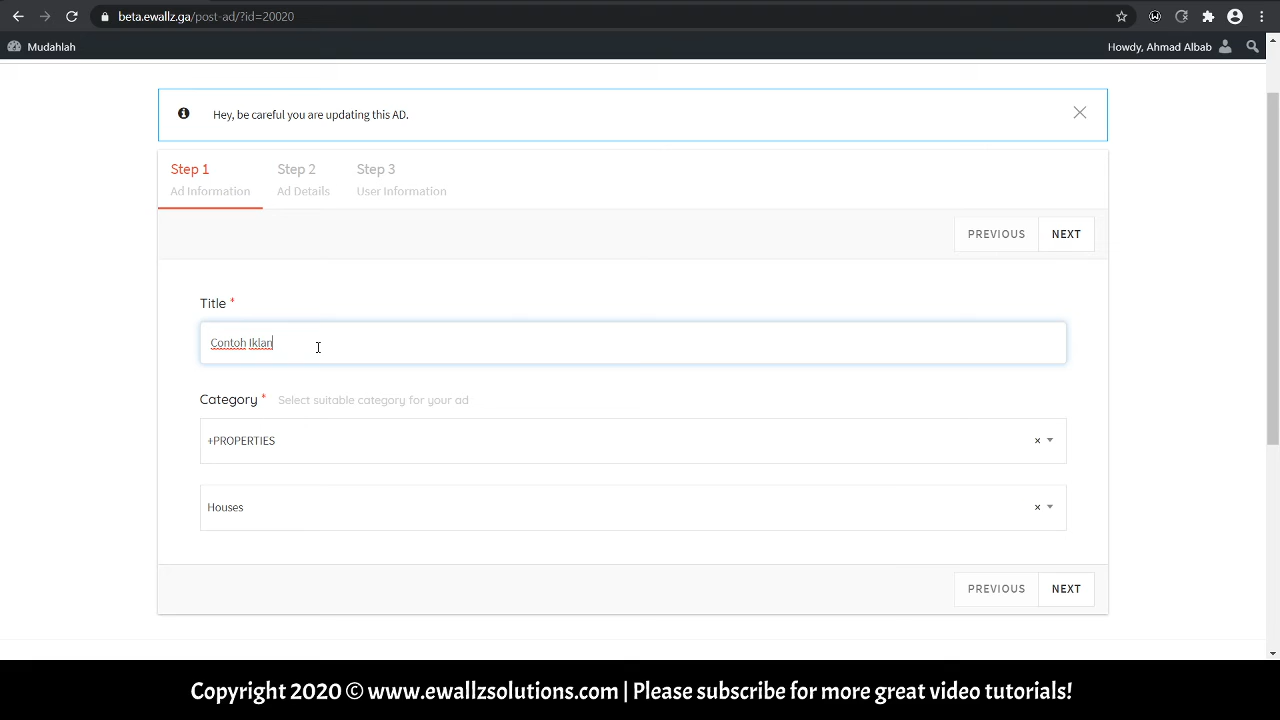 beta.ewallz.ga/post-ad/?id=20020
Mudahlah
Howdy, Ahmad Albab
Hey, be careful you are updating this AD.
Step 1
Step 2
Step 3
Ad Information
Ad Details
User Information
PREVIOUS
NEXT
Title *
Contoh Iklan
Category * Select suitable category for your ad
+PROPERTIES
×
Houses
×
PREVIOUS
NEXT
Copyright 2020 © www.ewallzsolutions.com | Please subscribe for more great video tutorials!